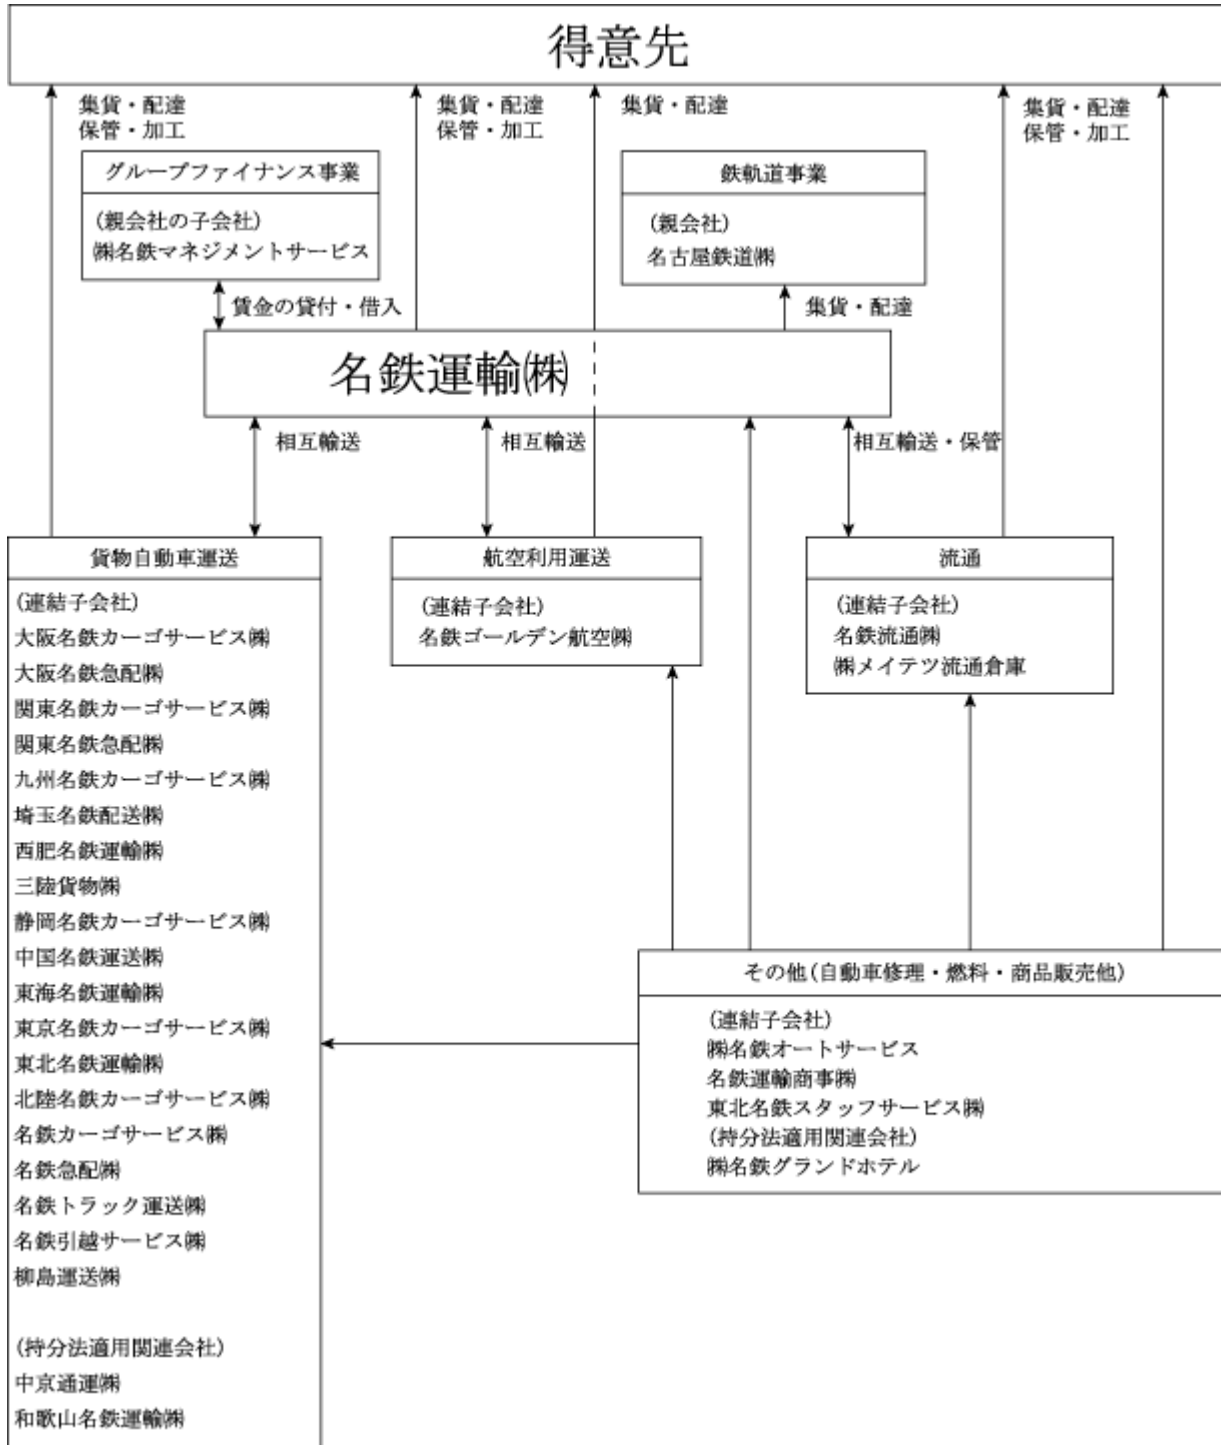 得意先
集貨・配達
保管・加工
集貨・配達
保管・加工
集貨・配達
集貨・配達
保管・加工
グループファイナンス事業
(親会社の子会社)
㈱名鉄マネジメントサービス
鉄軌道事業
(親会社)
名古屋鉄道㈱
賃金の貸付・借入
集貨・配達
名鉄運輸㈱
相互輸送
相互輸送
相互輸送・保管
貨物自動車運送
(連結子会社)
大阪名鉄カーゴサービス㈱
大阪名鉄急配㈱
関東名鉄カーゴサービス㈱
関東名鉄急配㈱
九州名鉄カーゴサービス㈱
埼玉名鉄配送㈱
西肥名鉄運輸㈱
三陸貨物㈱
静岡名鉄カーゴサービス㈱
中国名鉄運送㈱
東海名鉄運輸㈱
東京名鉄カーゴサービス㈱
東北名鉄運輸㈱
北陸名鉄カーゴサービス㈱
名鉄カーゴサービス㈱
名鉄急配㈱
名鉄トラック運送㈱
名鉄引越サービス㈱
柳島運送㈱
(持分法適用関連会社)
中京通運㈱
和歌山名鉄運輸㈱
航空利用運送
(連結子会社)
名鉄ゴールデン航空㈱
流通
(連結子会社)
名鉄流通㈱
㈱メイテツ流通倉庫
その他(自動車修理・燃料・商品販売他)
(連結子会社)
㈱名鉄オートサービス
名鉄運輸商事㈱
東北名鉄スタッフサービス㈱
(持分法適用関連会社)
㈱名鉄グランドホテル